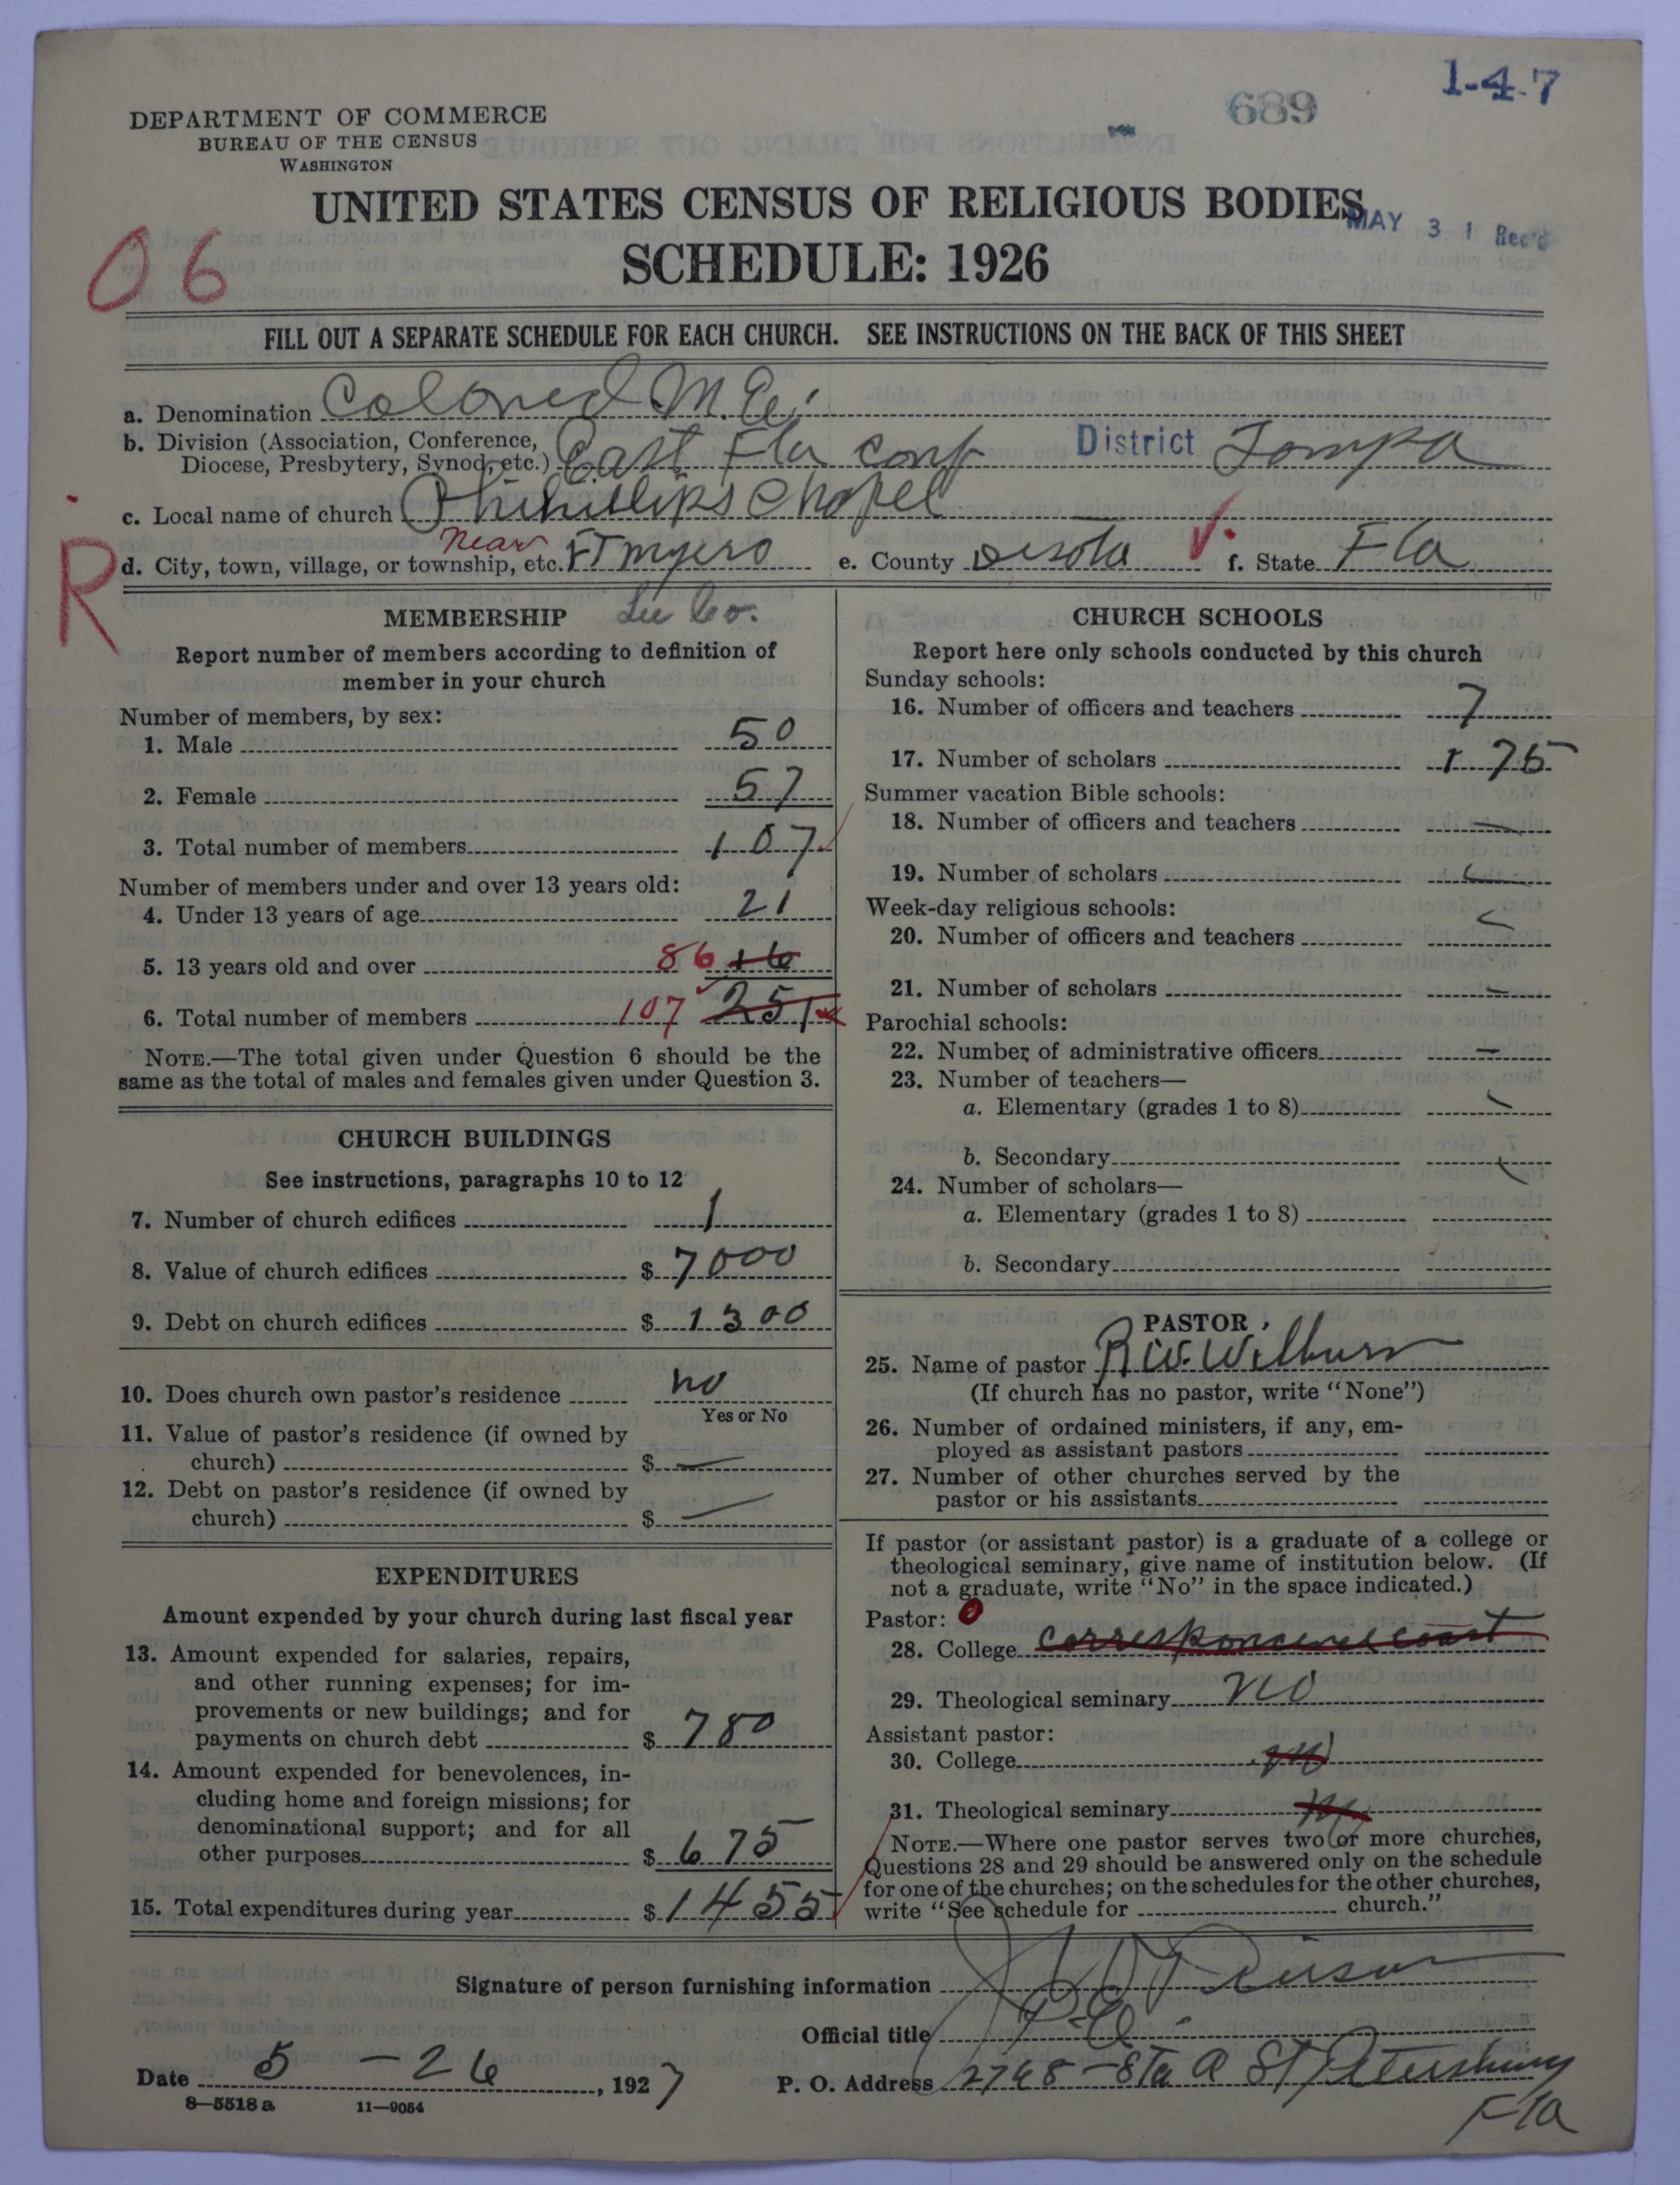 1-4-7
689
DEPARTMENT OF COMMERCE
BUREAU OF THE CENSUS
WASHINGTON
UNITED STATES CENSUS OF RELIGIOUS BODIES
MAY 31 Rec'd
SCHEDULE: 1926
06
FILL OUT A SEPARATE SCHEDULE FOR EACH CHURCH. SEE INSTRUCTIONS ON THE BACK OF THIS SHEET
a. Denomination Colored M. E.
b. Division (Association, Conference, Diocese, Presbytery, Synod, etc.) East Fla Conf District Tampa
c. Local name of church Phihillips Chapel
R
d. City, town, village, or township, etc. Near FT myers e. County Desota f. State Fla
Lee Co.
MEMBERSHIP
Report number of members according to definition of
member in your church
Number of members, by sex:
1. Male 50
2. Female 57
3. Total number of members 107
Number of members under and over 13 years old:
4. Under 13 years of age 21
5. 13 years old and over 86 16
6. Total number of members 107 251
NOTE.—The total given under Question 6 should be the
same as the total of males and females given under Question 3.
CHURCH BUILDINGS
See instructions, paragraphs 10 to 12
7. Number of church edifices 1
8. Value of church edifices $ 7000
9. Debt on church edifices $ 1300
10. Does church own pastor's residence no
Yes or No
11. Value of pastor's residence (if owned by
church) $ —
12. Debt on pastor's residence (if owned by
church) $ —
EXPENDITURES
Amount expended by your church during last fiscal year
13. Amount expended for salaries, repairs,
and other running expenses; for im-
provements or new buildings; and for
payments on church debt $ 780
14. Amount expended for benevolences, in-
cluding home and foreign missions; for
denominational support; and for all
other purposes $ 675
15. Total expenditures during year $ 1455
CHURCH SCHOOLS
Report here only schools conducted by this church
Sunday schools:
16. Number of officers and teachers 7
17. Number of scholars 75
Summer vacation Bible schools:
18. Number of officers and teachers —
19. Number of scholars —
Week-day religious schools:
20. Number of officers and teachers —
21. Number of scholars —
Parochial schools:
22. Number of administrative officers —
23. Number of teachers—
a. Elementary (grades 1 to 8)
b. Secondary
24. Number of scholars—
a. Elementary (grades 1 to 8)
b. Secondary
PASTOR
25. Name of pastor R. W. Wilburn
(If church has no pastor, write "None")
26. Number of ordained ministers, if any, em-
ployed as assistant pastors
27. Number of other churches served by the
pastor or his assistants
If pastor (or assistant pastor) is a graduate of a college or
theological seminary, give name of institution below. (If
not a graduate, write "No" in the space indicated.)
Pastor: 0
28. College
29. Theological seminary no
Assistant pastor:
30. College no
31. Theological seminary no
NOTE.—Where one pastor serves two or more churches,
Questions 28 and 29 should be answered only on the schedule
for one of the churches; on the schedules for the other churches,
write "See schedule for church."
Signature of person furnishing information
Official title P. E.
Date 5 - 26, 1927 P. O. Address St Petersburg
Fla
8—5518 a 11—9054